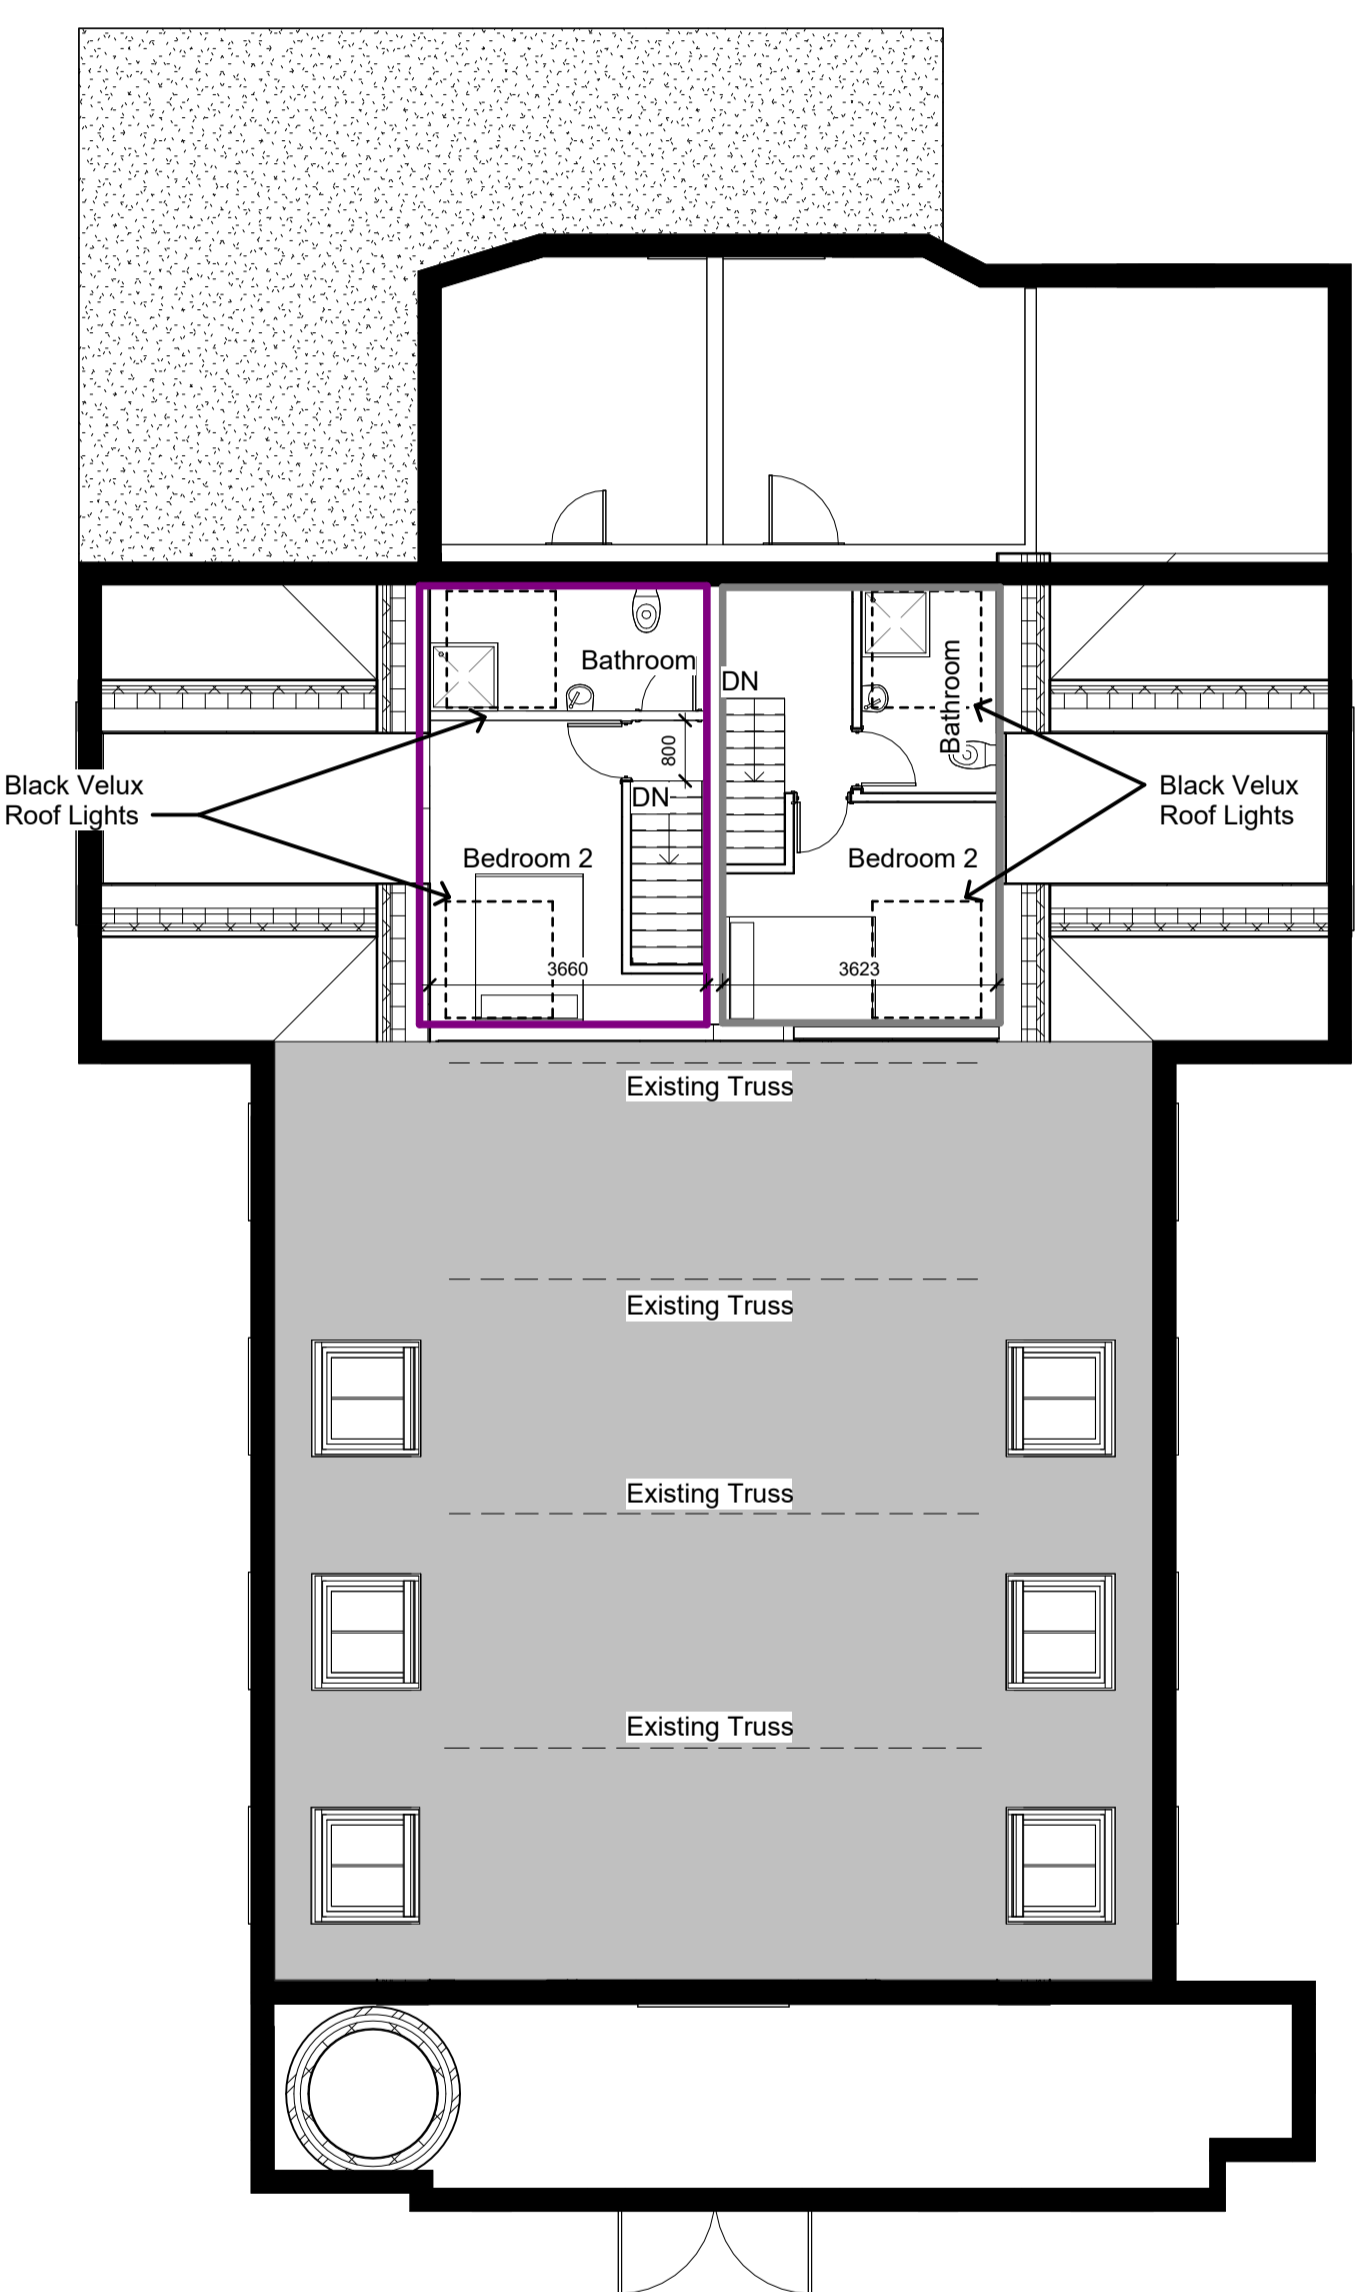 Bathroom
Bathroom
DN
800
Black Velux
Roof Lights
DN
Black Velux
Roof Lights
Bedroom 2
Bedroom 2
3660
3623
Existing Truss
Existing Truss
Existing Truss
Existing Truss